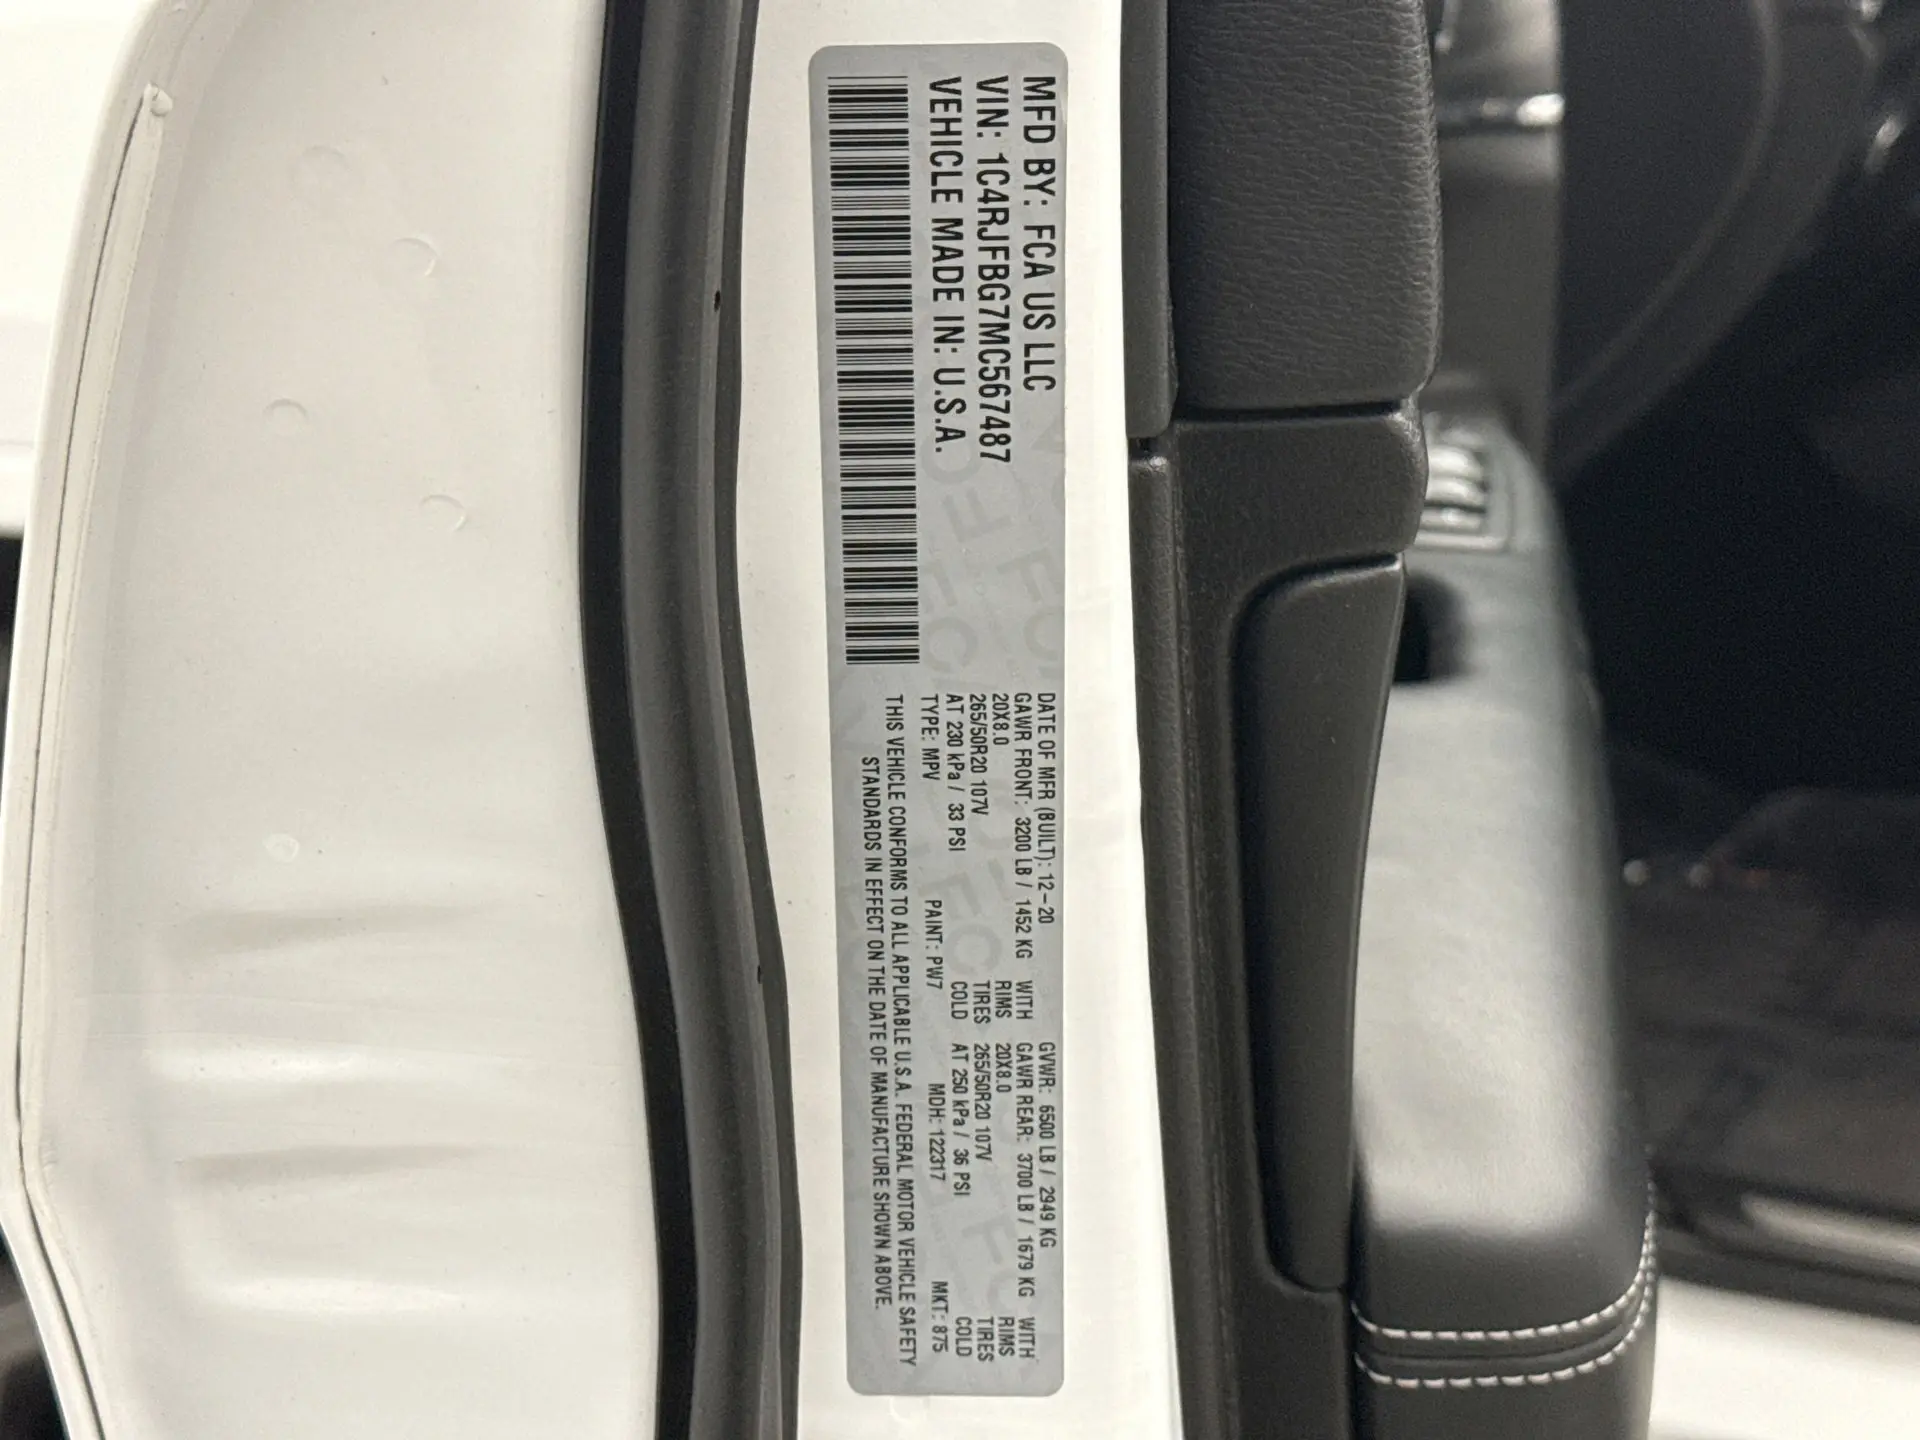 MFD BY: FCA US LLC
VIN: 1C4RJFBG7MC567487
VEHICLE MADE IN: U.S.A.
DATE OF MFR (BUILT): 12-20 GVWR: 6500 LB / 2949 KG
GAWR FRONT: 3200 LB / 1452 KG WITH GAWR REAR: 3700 LB / 1679 KG WITH
20X8.0 RIMS 20X8.0 RIMS
265/50R20 107V TIRES 265/50R20 107V TIRES
AT 230 kPa / 33 PSI COLD AT 250 kPa / 36 PSI COLD
TYPE: MPV PAINT: PW7 MDH: 122317 MKT: 875
THIS VEHICLE CONFORMS TO ALL APPLICABLE U.S.A. FEDERAL MOTOR VEHICLE SAFETY
STANDARDS IN EFFECT ON THE DATE OF MANUFACTURE SHOWN ABOVE.